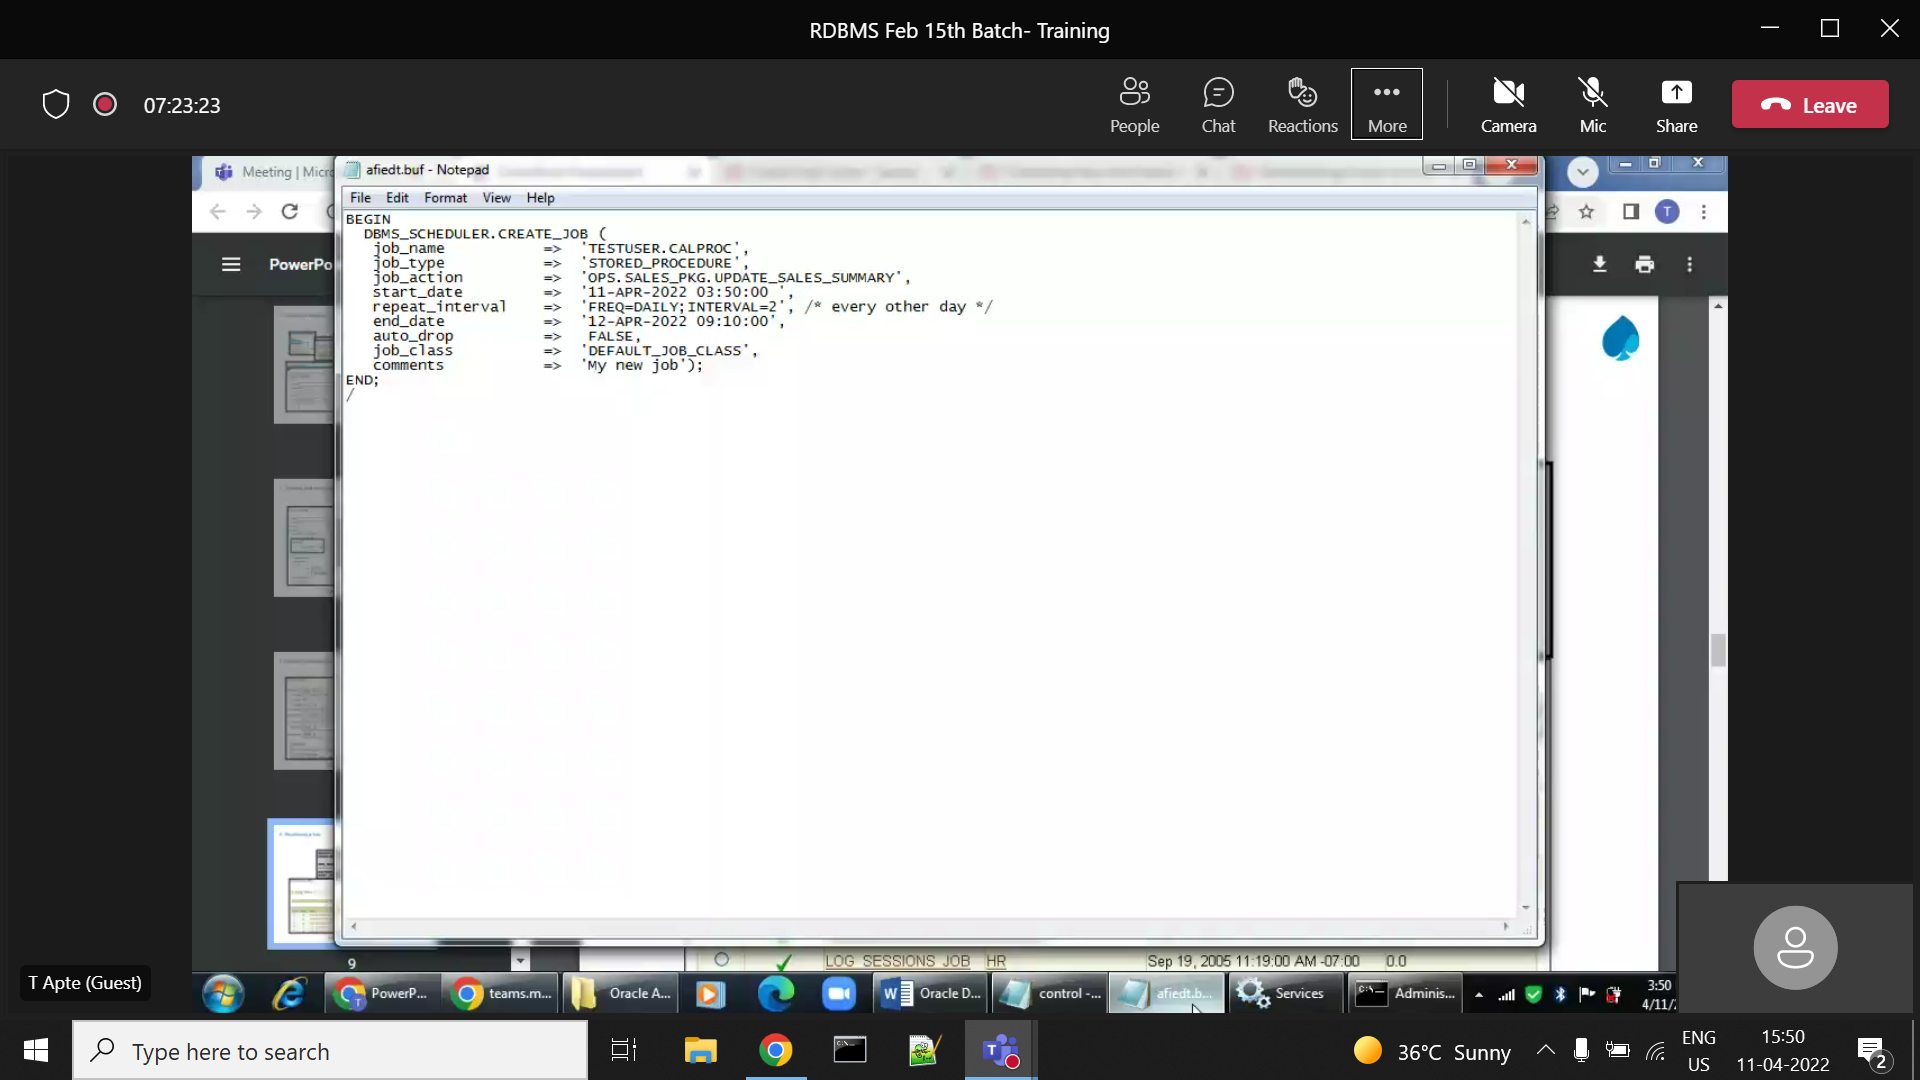 RDBMS Feb 15th Batch- Training
07:23:23
People
Chat
Reactions
More
Camera
Mic
Share
Leave
Meeting | Micro
afiedt.buf - Notepad
File Edit Format View Help
T
PowerPo
BEGIN
DBMS_SCHEDULER.CREATE_JOB (
job_name => 'TESTUSER.CALPROC',
job_type => 'STORED_PROCEDURE',
job_action => 'OPS.SALES_PKG.UPDATE_SALES_SUMMARY',
start_date => '11-APR-2022 03:50:00 ',
repeat_interval => 'FREQ=DAILY;INTERVAL=2', /* every other day */
end_date => '12-APR-2022 09:10:00',
auto_drop => FALSE,
job_class => 'DEFAULT_JOB_CLASS',
comments => 'My new job');
END;
/
9
LOG SESSIONS JOB HR Sep 19, 2005 11:19:00 AM -07:00 0.0
T Apte (Guest)
PowerP...
teams.m...
Oracle A...
Oracle D...
control -...
afiedt.b...
Services
Adminis...
3:50
4/11/
Type here to search
36°C Sunny
ENG
US
15:50
11-04-2022
2